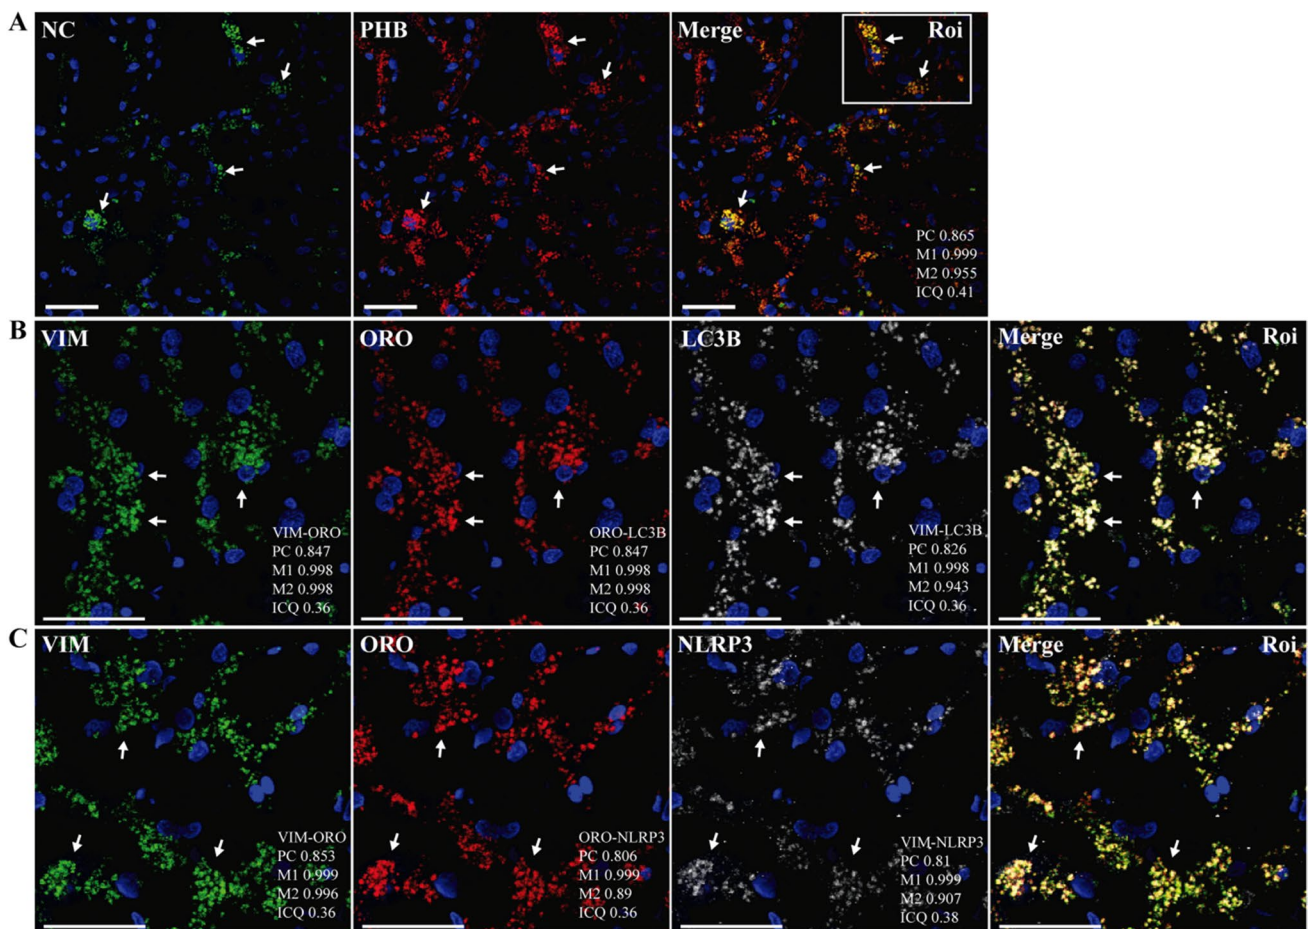 A
NC
PHB
Merge
Roi
PC 0.865
M1 0.999
M2 0.955
ICQ 0.41
B
VIM
ORO
LC3B
Merge
Roi
VIM-ORO
PC 0.847
M1 0.998
M2 0.998
ICQ 0.36
ORO-LC3B
PC 0.847
M1 0.998
M2 0.998
ICQ 0.36
VIM-LC3B
PC 0.826
M1 0.998
M2 0.943
ICQ 0.36
C
VIM
ORO
NLRP3
Merge
Roi
VIM-ORO
PC 0.853
M1 0.999
M2 0.996
ICQ 0.36
ORO-NLRP3
PC 0.806
M1 0.999
M2 0.89
ICQ 0.36
VIM-NLRP3
PC 0.81
M1 0.999
M2 0.907
ICQ 0.38